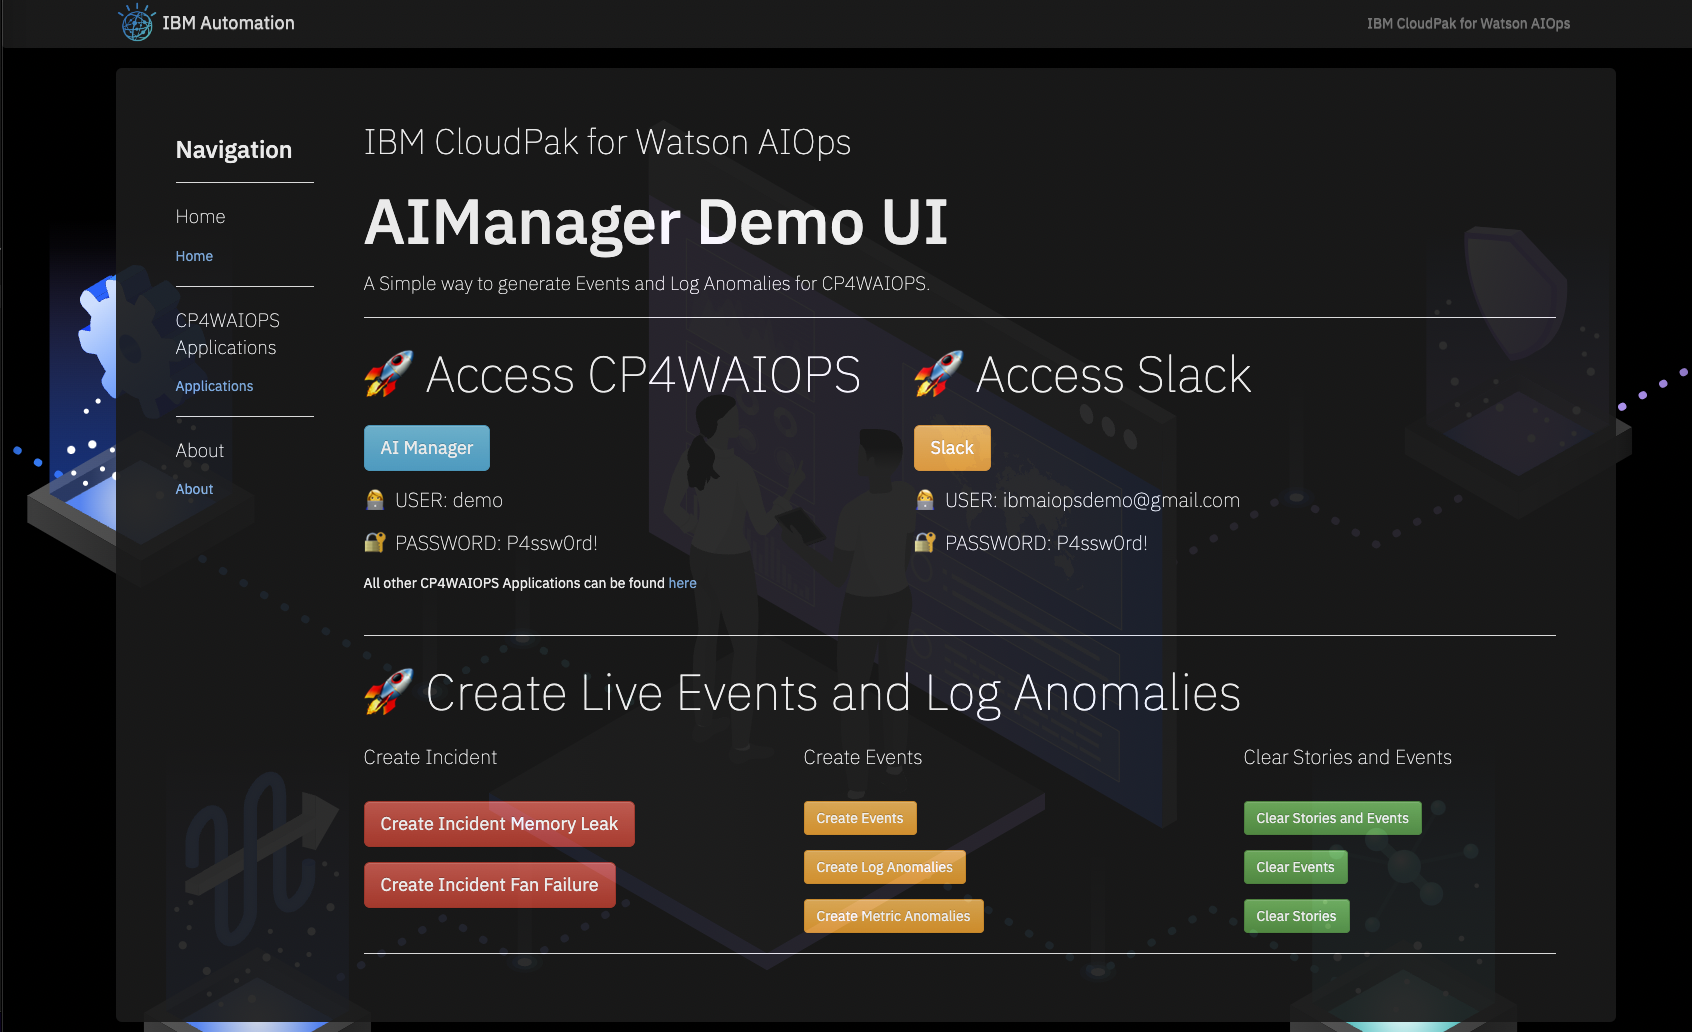 IBM Automation
IBM CloudPak for Watson AIOps
Navigation
Home
Home
CP4WAIOPS
Applications
Applications
About
About
IBM CloudPak for Watson AIOps
AIManager Demo UI
A Simple way to generate Events and Log Anomalies for CP4WAIOPS.
🚀 Access CP4WAIOPS
AI Manager
USER: demo
PASSWORD: P4ssw0rd!
All other CP4WAIOPS Applications can be found here
🚀 Access Slack
Slack
USER: ibmaiopsdemo@gmail.com
PASSWORD: P4ssw0rd!
🚀 Create Live Events and Log Anomalies
Create Incident
Create Incident Memory Leak
Create Incident Fan Failure
Create Events
Create Events
Create Log Anomalies
Create Metric Anomalies
Clear Stories and Events
Clear Stories and Events
Clear Events
Clear Stories